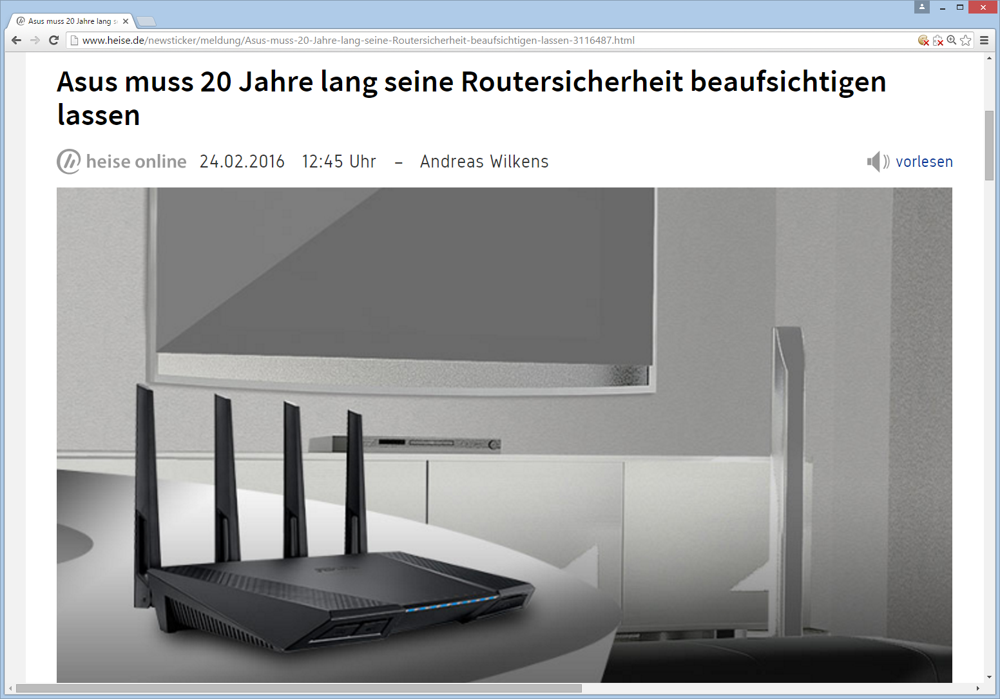 Asus muss 20 Jahre lang s
www.heise.de/newsticker/meldung/Asus-muss-20-Jahre-lang-seine-Routersicherheit-beaufsichtigen-lassen-3116487.html
Asus muss 20 Jahre lang seine Routersicherheit beaufsichtigen
lassen
heise online 24.02.2016 12:45 Uhr – Andreas Wilkens
vorlesen